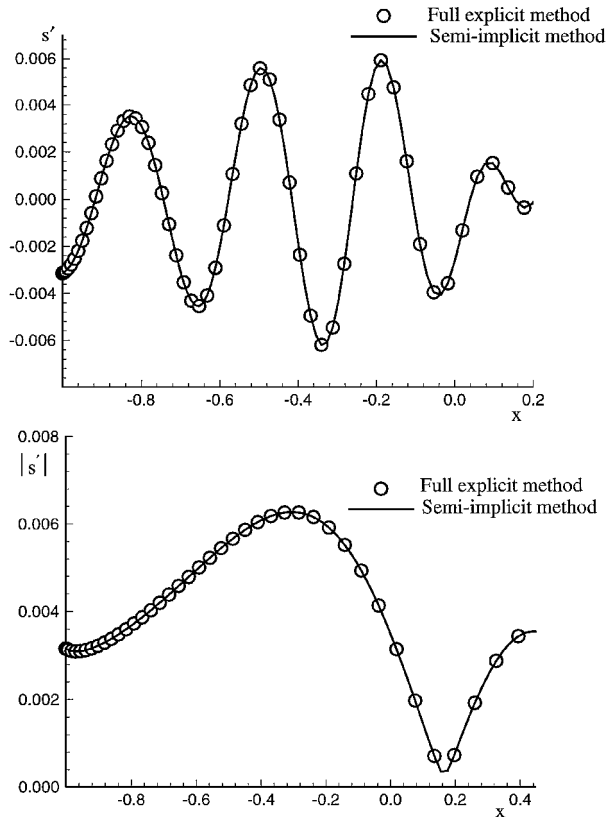 Full explicit method
Semi-implicit method
s′
0.006
0.004
0.002
0.000
-0.002
-0.004
-0.006
-0.8 -0.6 -0.4 -0.2 0.0 0.2
x
0.008
|s′|
Full explicit method
Semi-implicit method
0.006
0.004
0.002
0.000
-0.8 -0.6 -0.4 -0.2 0.0 0.2 0.4
x